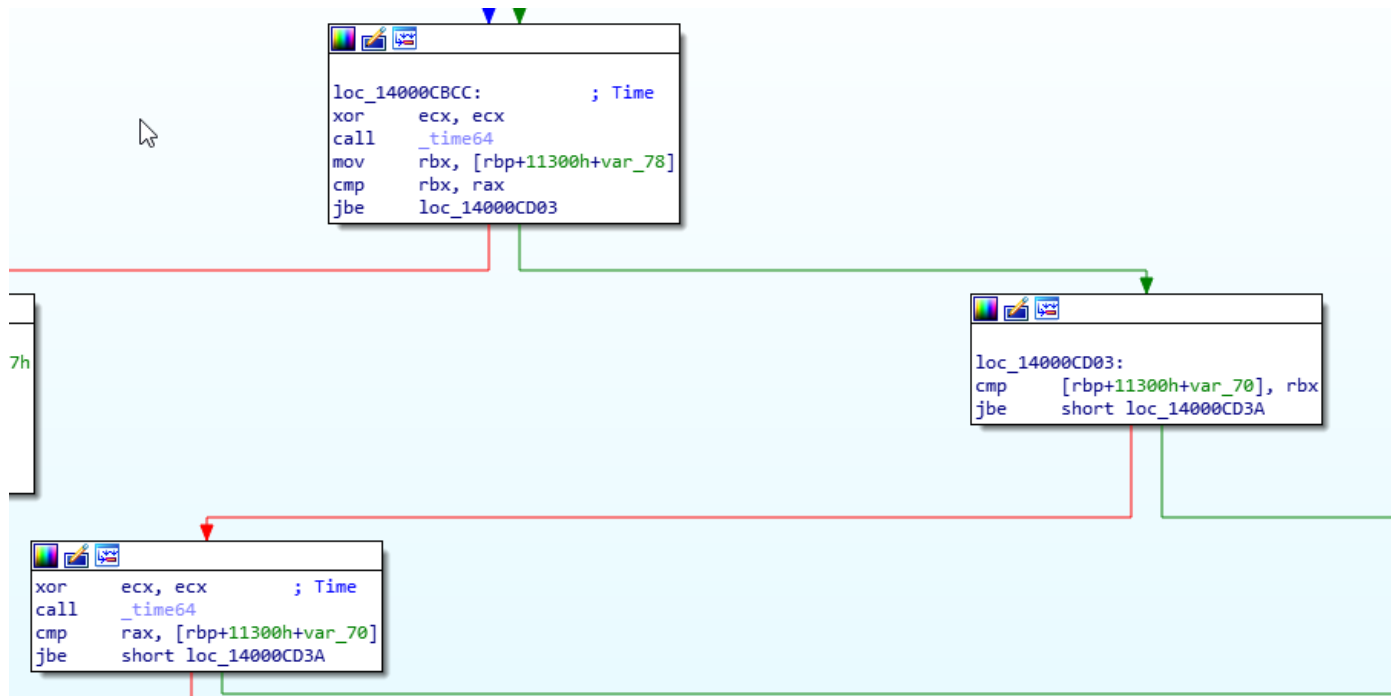 loc_14000CBCC:          ; Time
xor     ecx, ecx
call    _time64
mov     rbx, [rbp+11300h+var_78]
cmp     rbx, rax
jbe     loc_14000CD03
7h
loc_14000CD03:
cmp     [rbp+11300h+var_70], rbx
jbe     short loc_14000CD3A
xor     ecx, ecx        ; Time
call    _time64
cmp     rax, [rbp+11300h+var_70]
jbe     short loc_14000CD3A